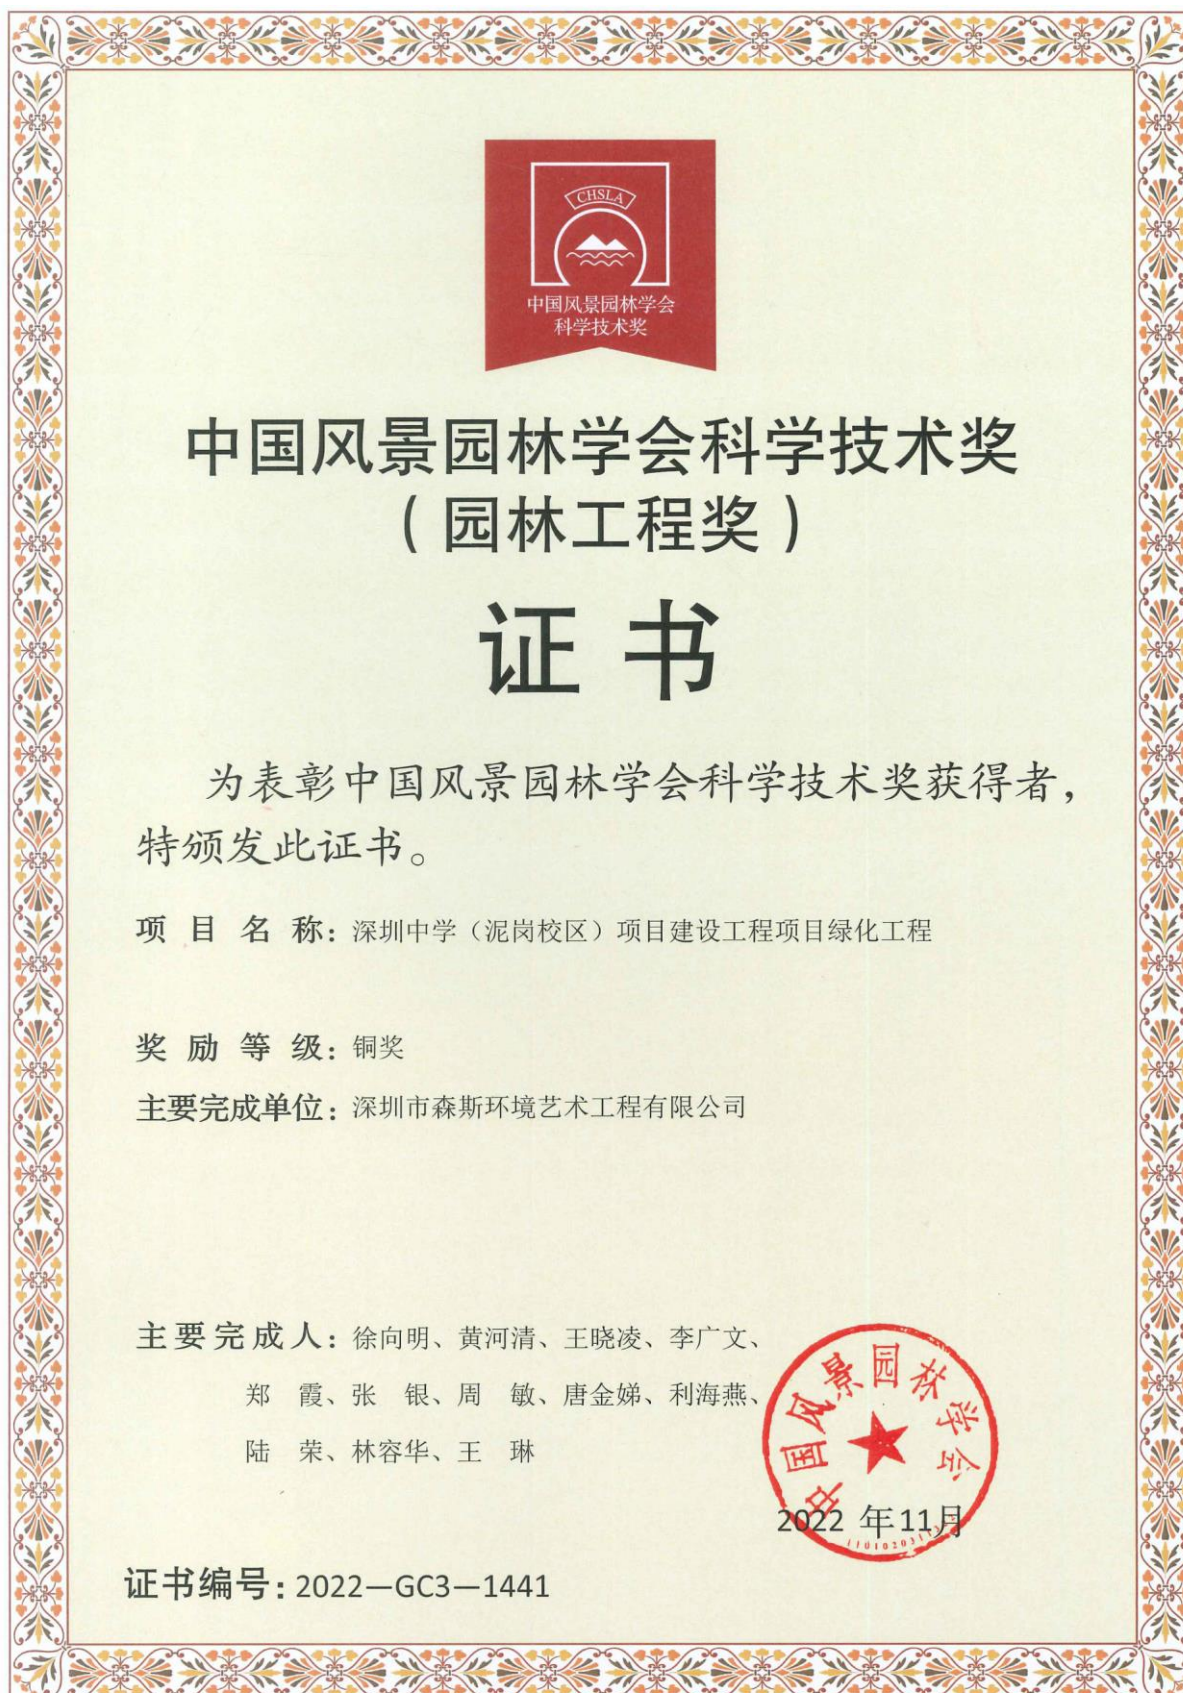 CHSLA
中国风景园林学会
科学技术奖
中国风景园林学会科学技术奖
（园林工程奖）
证书
为表彰中国风景园林学会科学技术奖获得者，
特颁发此证书。
项目名称：深圳中学（泥岗校区）项目建设工程项目绿化工程
奖励等级：铜奖
主要完成单位：深圳市森斯环境艺术工程有限公司
主要完成人：徐向明、黄河清、王晓凌、李广文、
郑　霞、张　银、周　敏、唐金娣、利海燕、
陆　荣、林容华、王　琳
中国风景园林学会
2022 年11月
证书编号：2022—GC3—1441